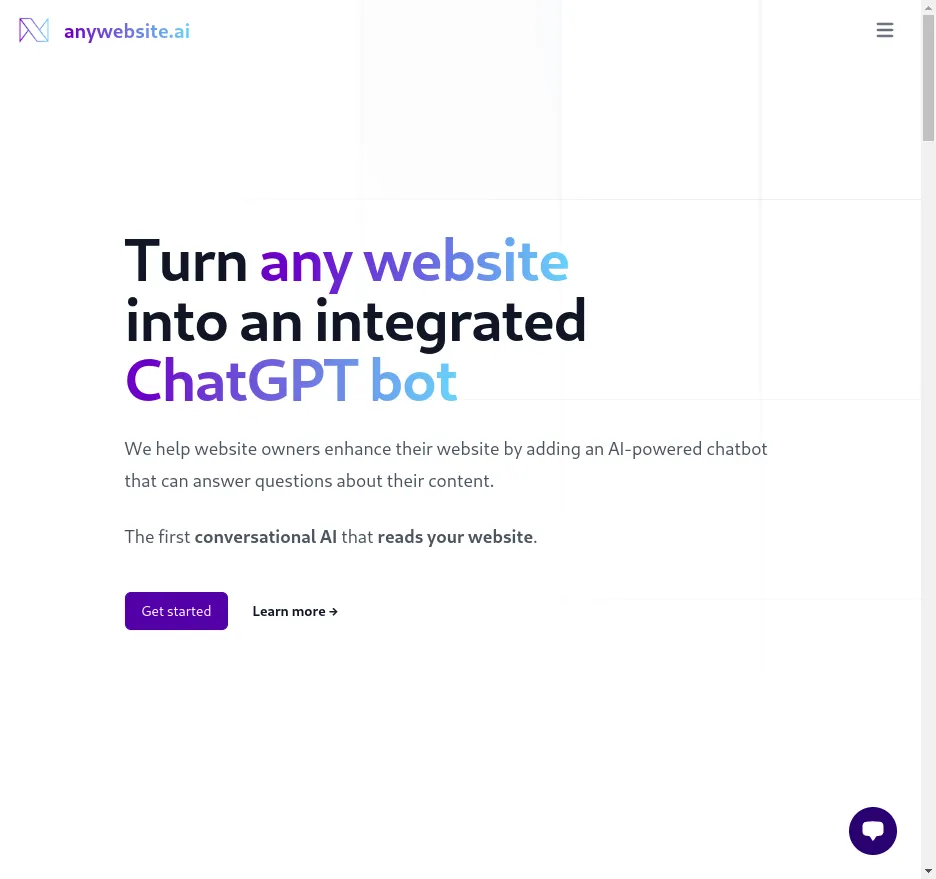 anywebsite.ai
Turn any website
into an integrated
ChatGPT bot
We help website owners enhance their website by adding an AI-powered chatbot
that can answer questions about their content.
The first conversational AI that reads your website.
Get started
Learn more →